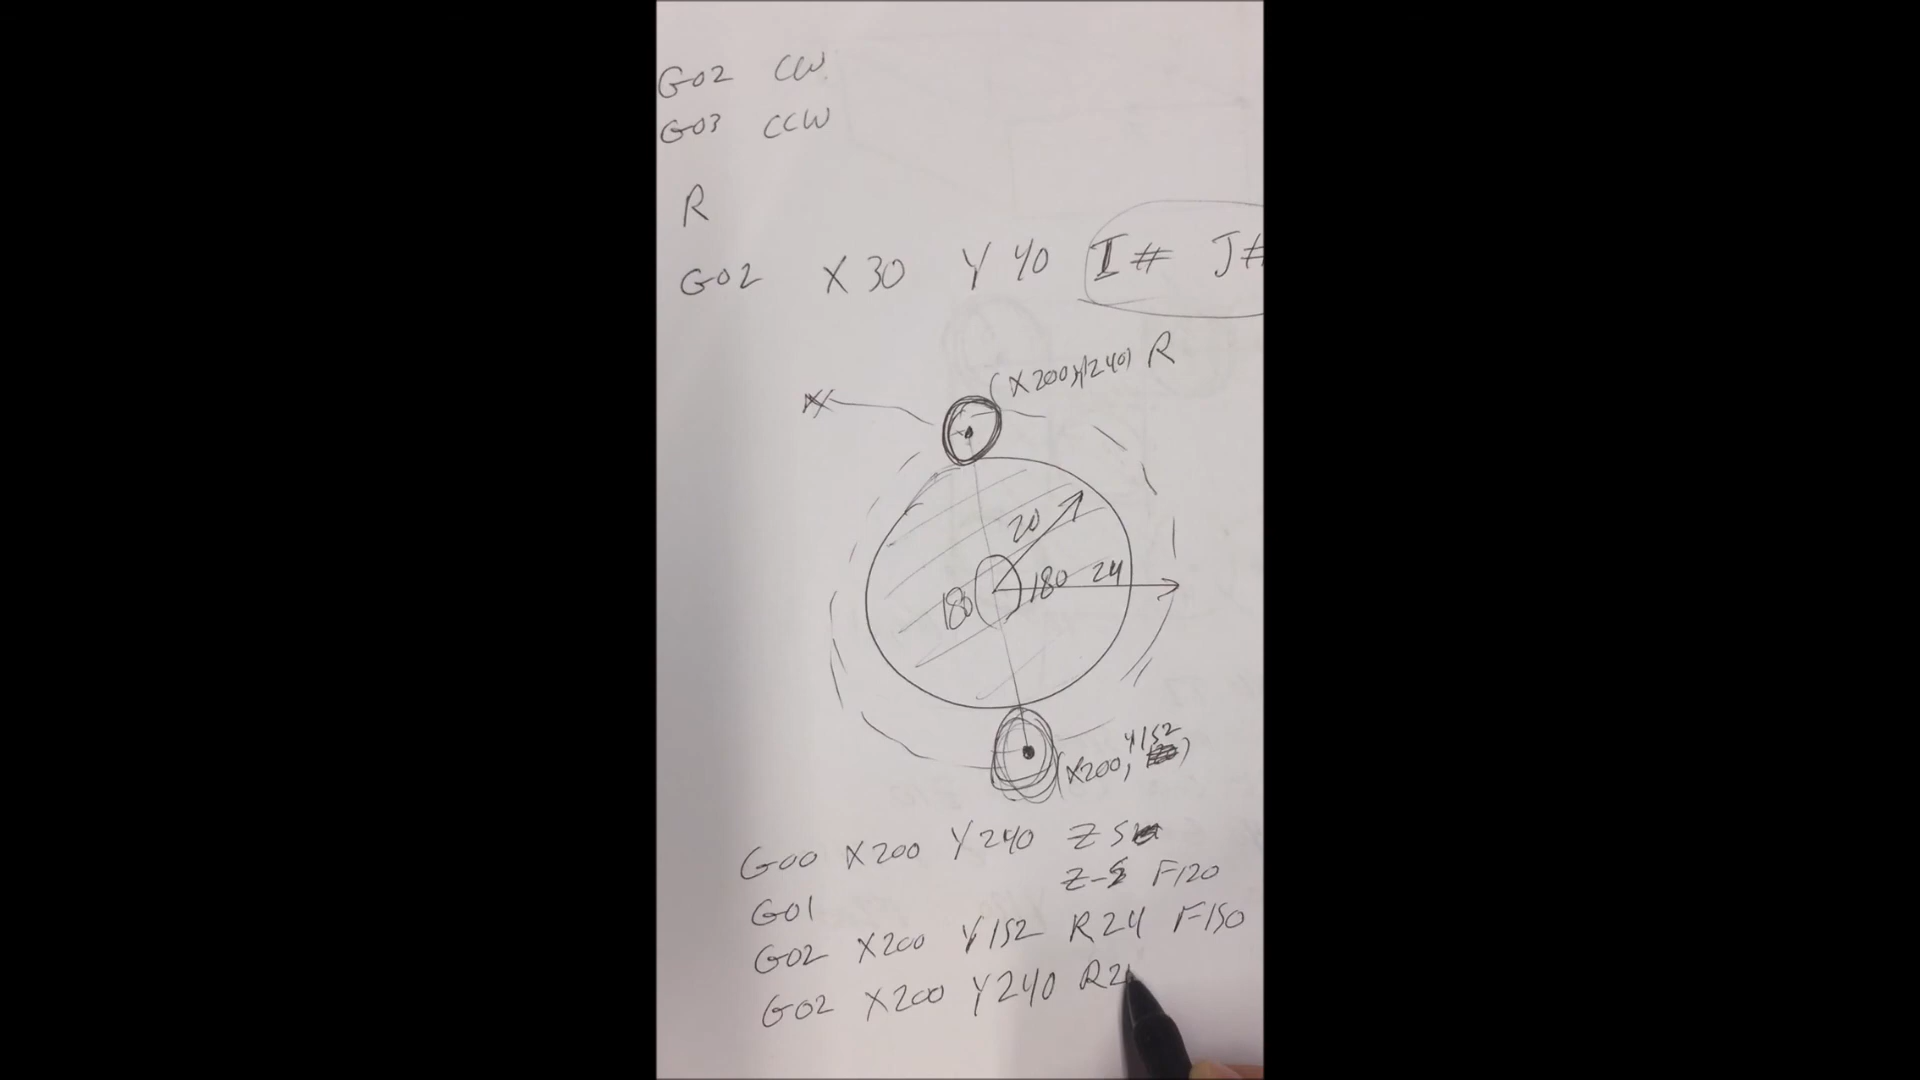 G02 CW
G03 CCW
R
G02 X30 Y40 I# J#
(X200,Y240) R
20
180 180 24
Y152
(X200, )
G00 X200 Y240 Z5
Z-5 F120
G01
G02 X200 Y152 R24 F150
G02 X200 Y240 R2